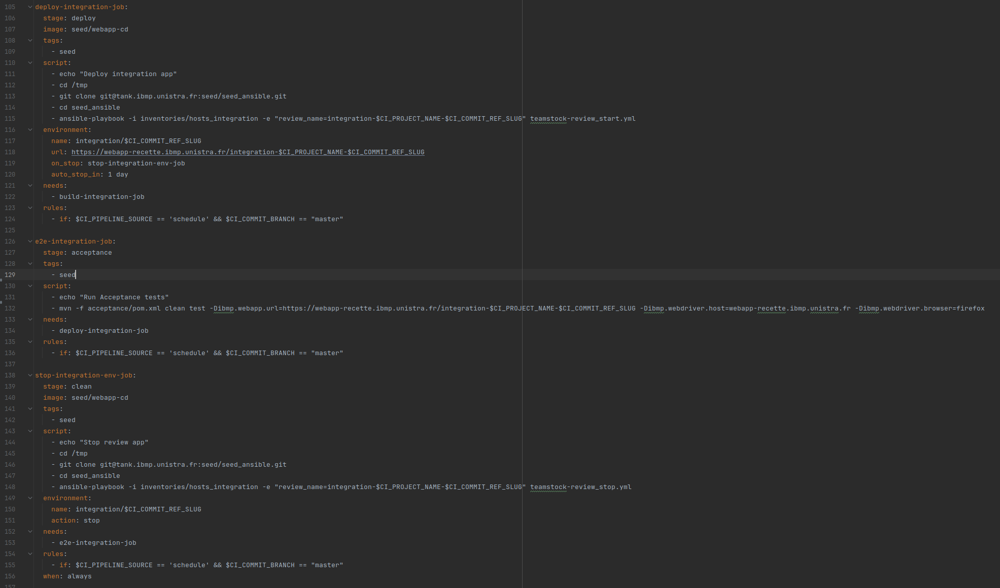 105 deploy-integration-job:
106 stage: deploy
107 image: seed/webapp-cd
108 tags:
109 - seed
110 script:
111 - echo "Deploy integration app"
112 - cd /tmp
113 - git clone git@tank.ibmp.unistra.fr:seed/seed_ansible.git
114 - cd seed_ansible
115 - ansible-playbook -i inventories/hosts_integration -e "review_name=integration-$CI_PROJECT_NAME-$CI_COMMIT_REF_SLUG" teamstock-review_start.yml
116 environment:
117 name: integration/$CI_COMMIT_REF_SLUG
118 url: https://webapp-recette.ibmp.unistra.fr/integration-$CI_PROJECT_NAME-$CI_COMMIT_REF_SLUG
119 on_stop: stop-integration-env-job
120 auto_stop_in: 1 day
121 needs:
122 - build-integration-job
123 rules:
124 - if: $CI_PIPELINE_SOURCE == 'schedule' && $CI_COMMIT_BRANCH == "master"
125
126 e2e-integration-job:
127 stage: acceptance
128 tags:
129 - seed
130 script:
131 - echo "Run Acceptance tests"
132 - mvn -f acceptance/pom.xml clean test -Dibmp.webapp.url=https://webapp-recette.ibmp.unistra.fr/integration-$CI_PROJECT_NAME-$CI_COMMIT_REF_SLUG -Dibmp.webdriver.host=webapp-recette.ibmp.unistra.fr -Dibmp.webdriver.browser=firefox
133 needs:
134 - deploy-integration-job
135 rules:
136 - if: $CI_PIPELINE_SOURCE == 'schedule' && $CI_COMMIT_BRANCH == "master"
137
138 stop-integration-env-job:
139 stage: clean
140 image: seed/webapp-cd
141 tags:
142 - seed
143 script:
144 - echo "Stop review app"
145 - cd /tmp
146 - git clone git@tank.ibmp.unistra.fr:seed/seed_ansible.git
147 - cd seed_ansible
148 - ansible-playbook -i inventories/hosts_integration -e "review_name=integration-$CI_PROJECT_NAME-$CI_COMMIT_REF_SLUG" teamstock-review_stop.yml
149 environment:
150 name: integration/$CI_COMMIT_REF_SLUG
151 action: stop
152 needs:
153 - e2e-integration-job
154 rules:
155 - if: $CI_PIPELINE_SOURCE == 'schedule' && $CI_COMMIT_BRANCH == "master"
156 when: always
157